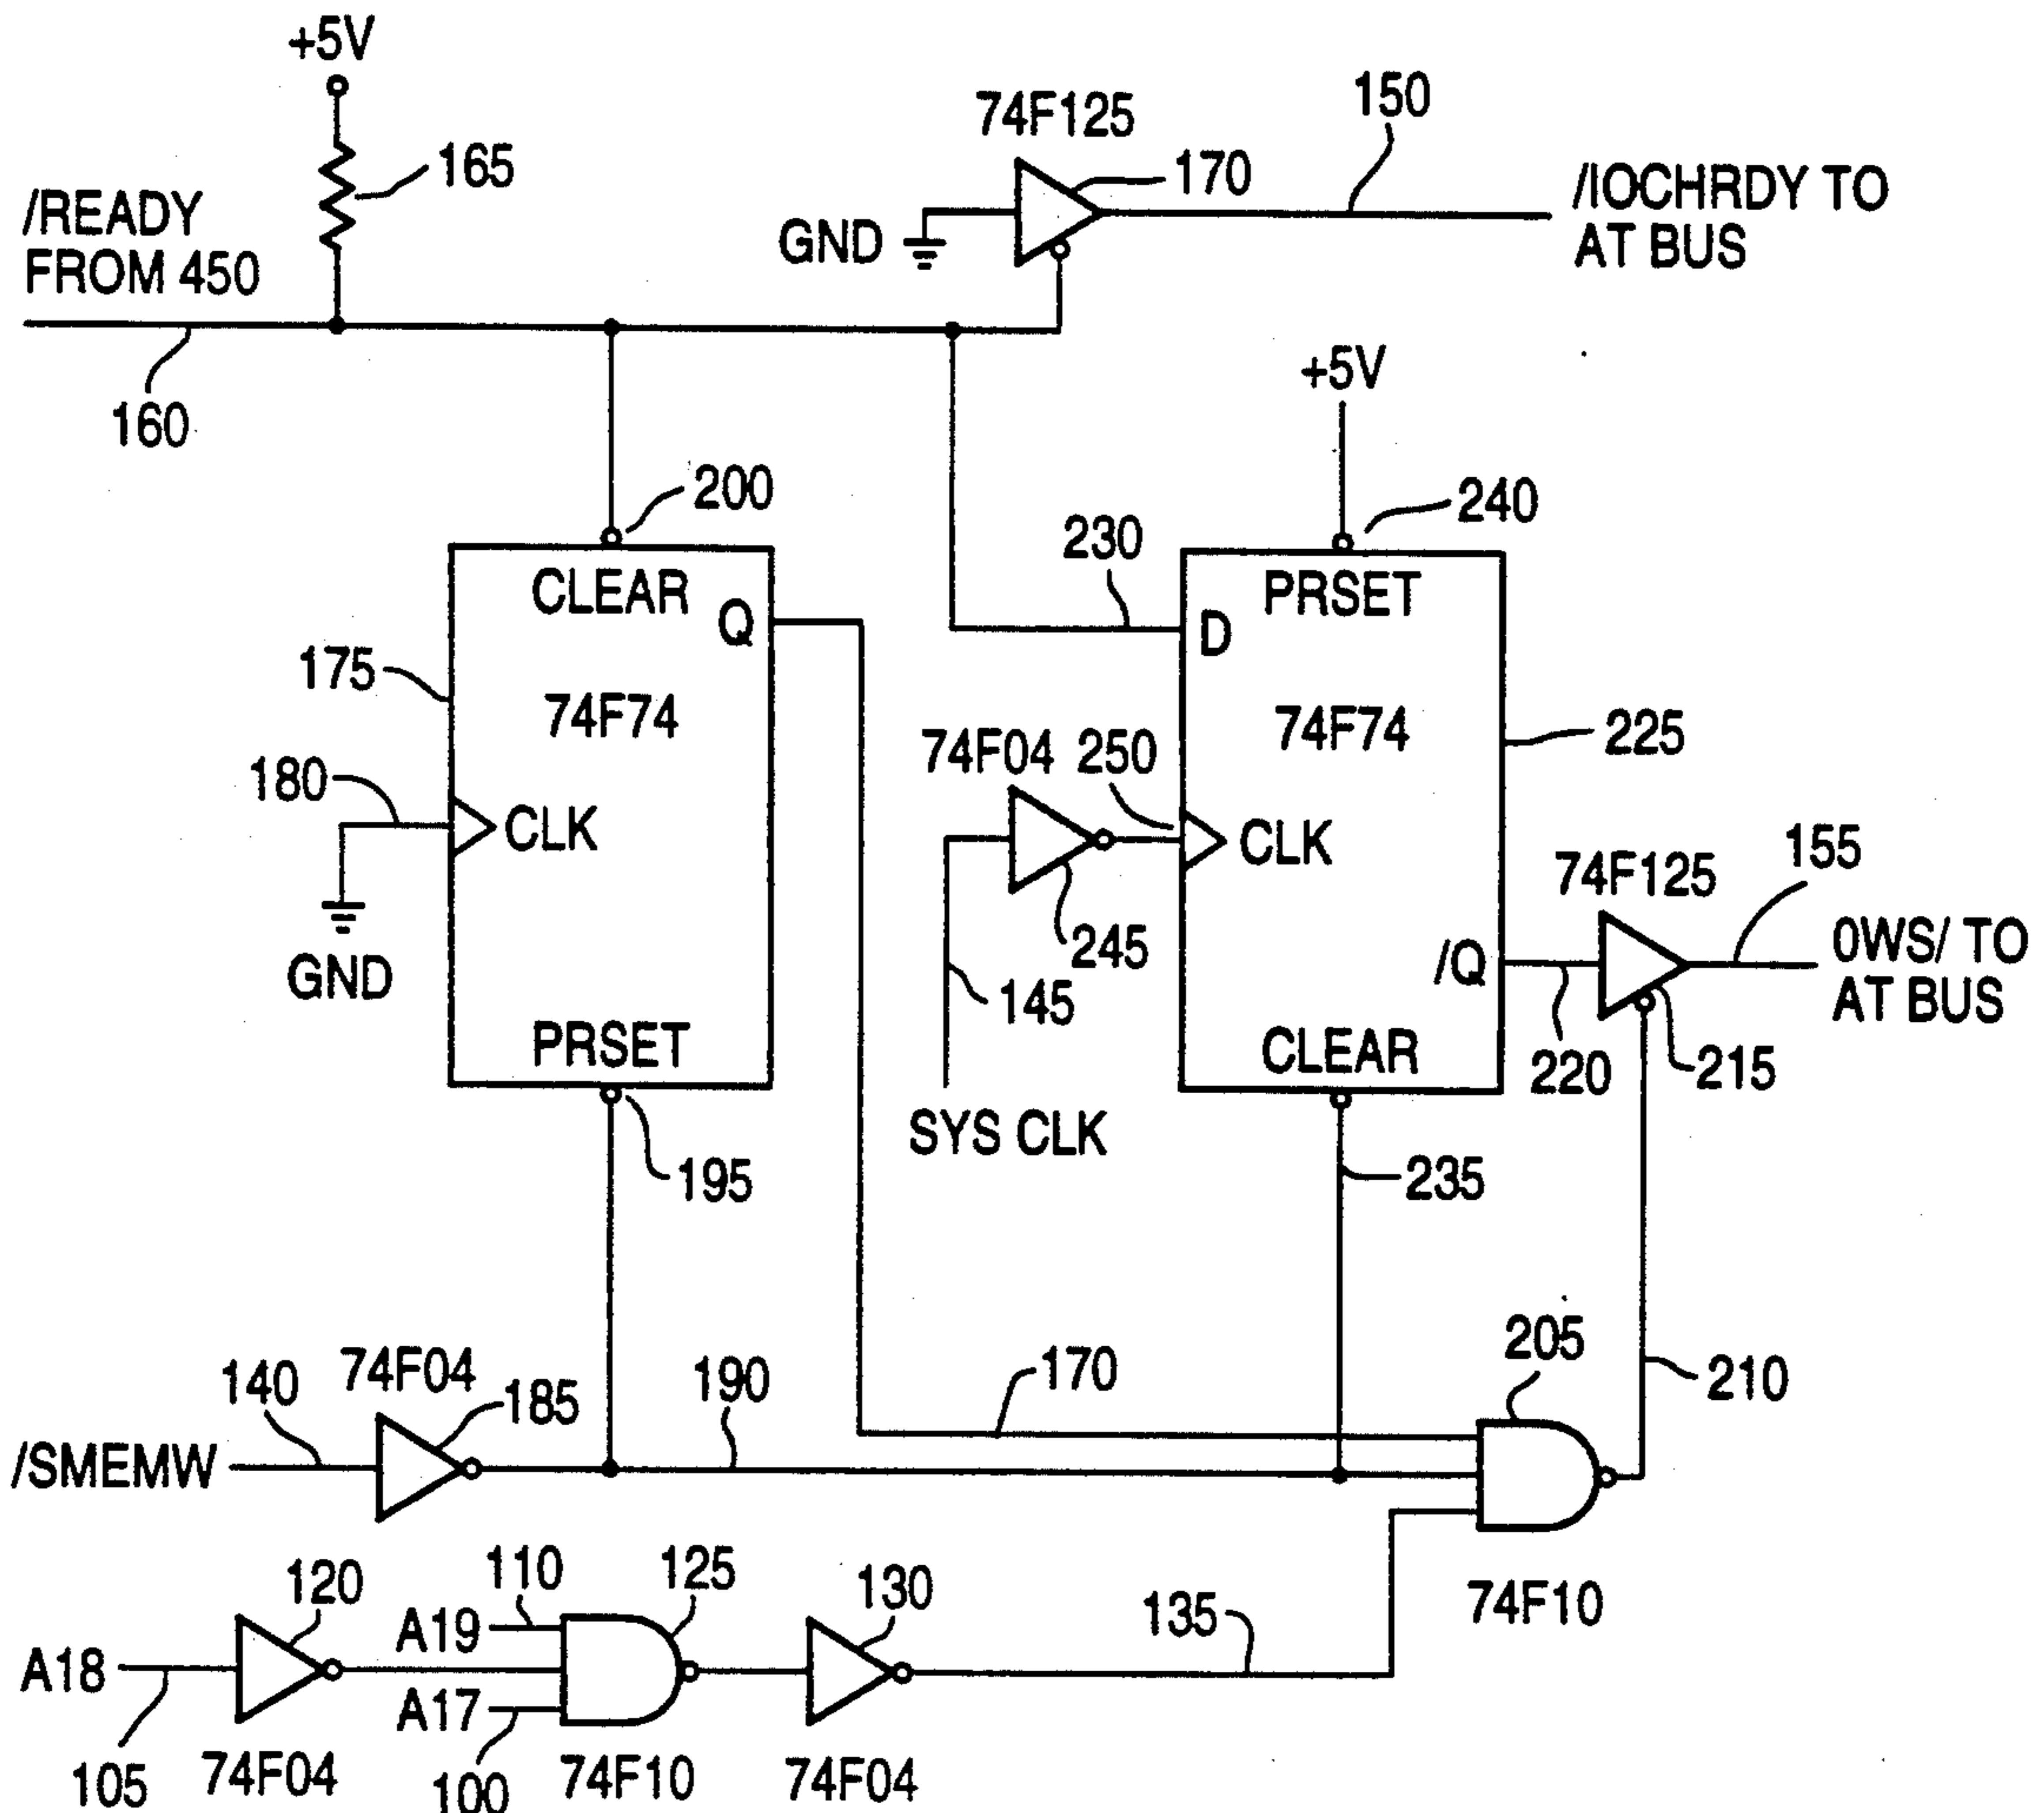 +5V
74F125
150
165
170
/READY
FROM 450
GND
/IOCHRDY TO
AT BUS
160
+5V
200
240
230
CLEAR
Q
PRSET
D
175
74F74
74F74
225
180
CLK
74F04
250
CLK
74F125
155
GND
245
145
/Q
0WS/ TO
AT BUS
PRSET
CLEAR
220
215
SYS CLK
195
235
205
140
74F04
185
190
170
210
/SMEMW
120
110
125
130
135
74F10
A19
A18
A17
105
74F04
100
74F10
74F04